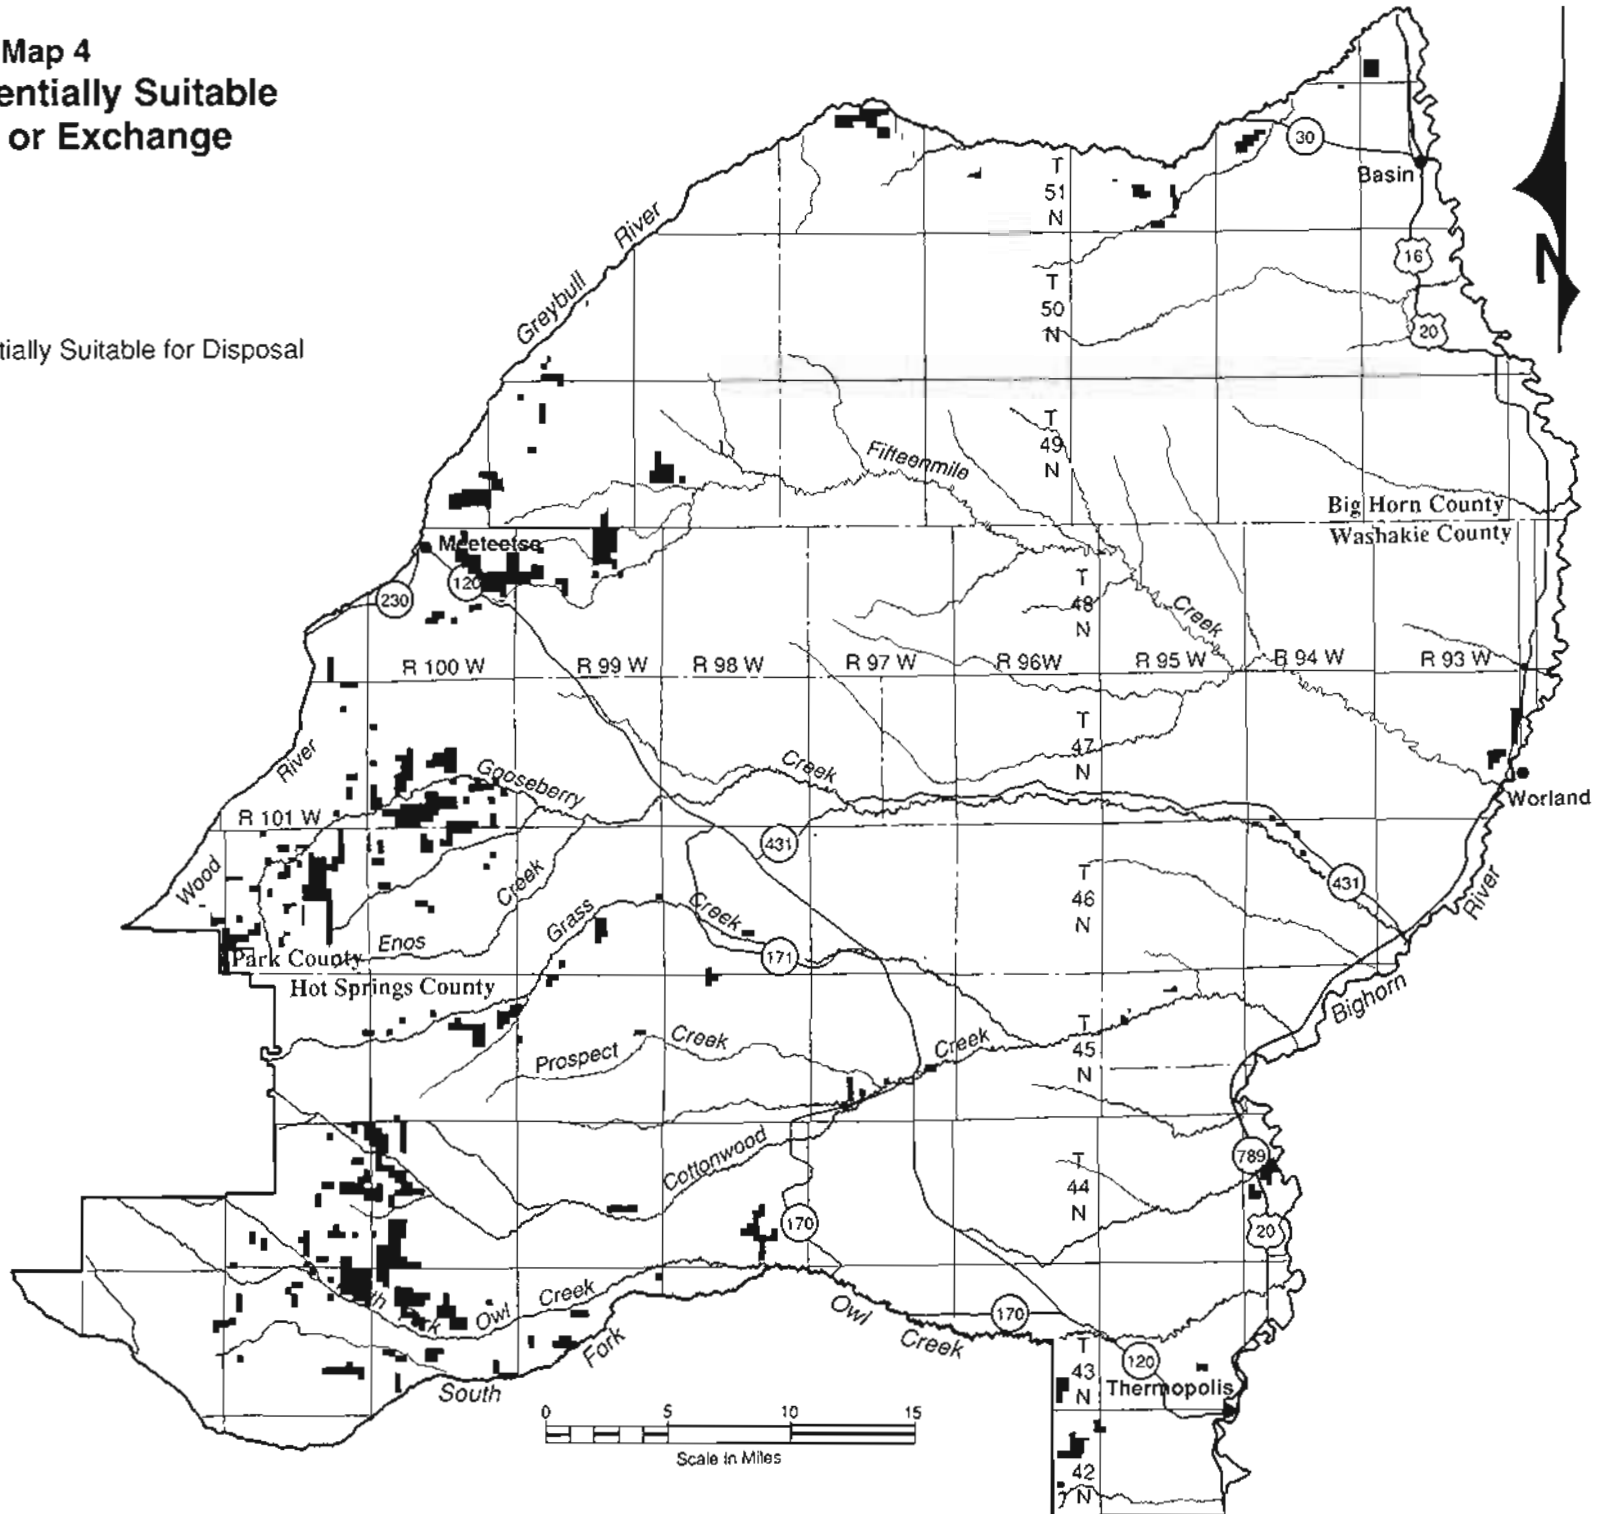 Map 4
entially Suitable
or Exchange
tially Suitable for Disposal
N
30
Basin
T
51
N
16
Greybull River
T
50
N
20
T
49
N
Fifteenmile
Big Horn County
Washakie County
Meeteetse
120
230
T
48
N
Creek
R 100 W
R 99 W
R 98 W
R 97 W
R 96W
R 95 W
R 94 W
R 93 W
T
47
N
River
Gooseberry
Creek
Worland
R 101 W
431
Wood
Creek
T
46
N
431
River
Grass
Creek
Enos
171
Park County
Hot Springs County
Bighorn
T
45
N
Creek
Prospect
Creek
Cottonwood
789
T
44
N
170
20
Owl
Creek
Owl
Creek
170
Fork
South
T
43
N
120
Thermopolis
0 5 10 15
Scale in Miles
T
42
N